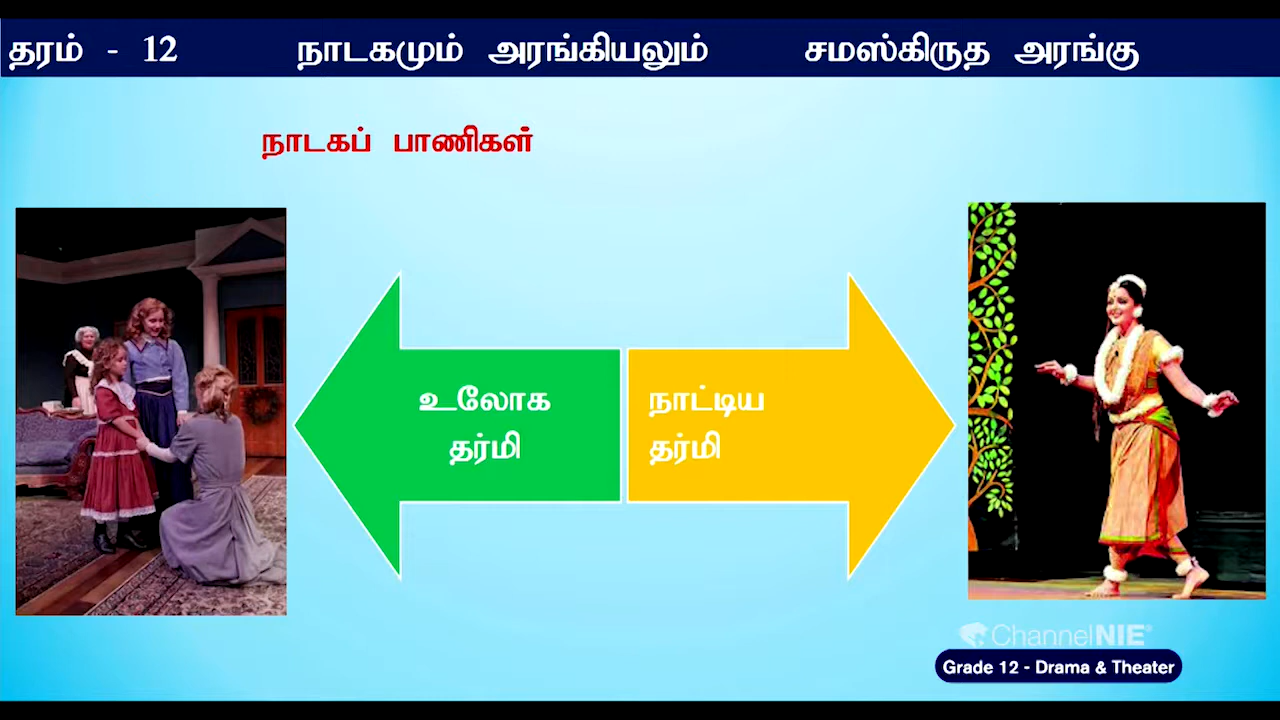 தரம் - 12 நாடகமும் அரங்கியலும் சமஸ்கிருத அரங்கு
நாடகப் பாணிகள்
உலோக
தர்மி
நாட்டிய
தர்மி
ChannelNIE
Grade 12 - Drama & Theater